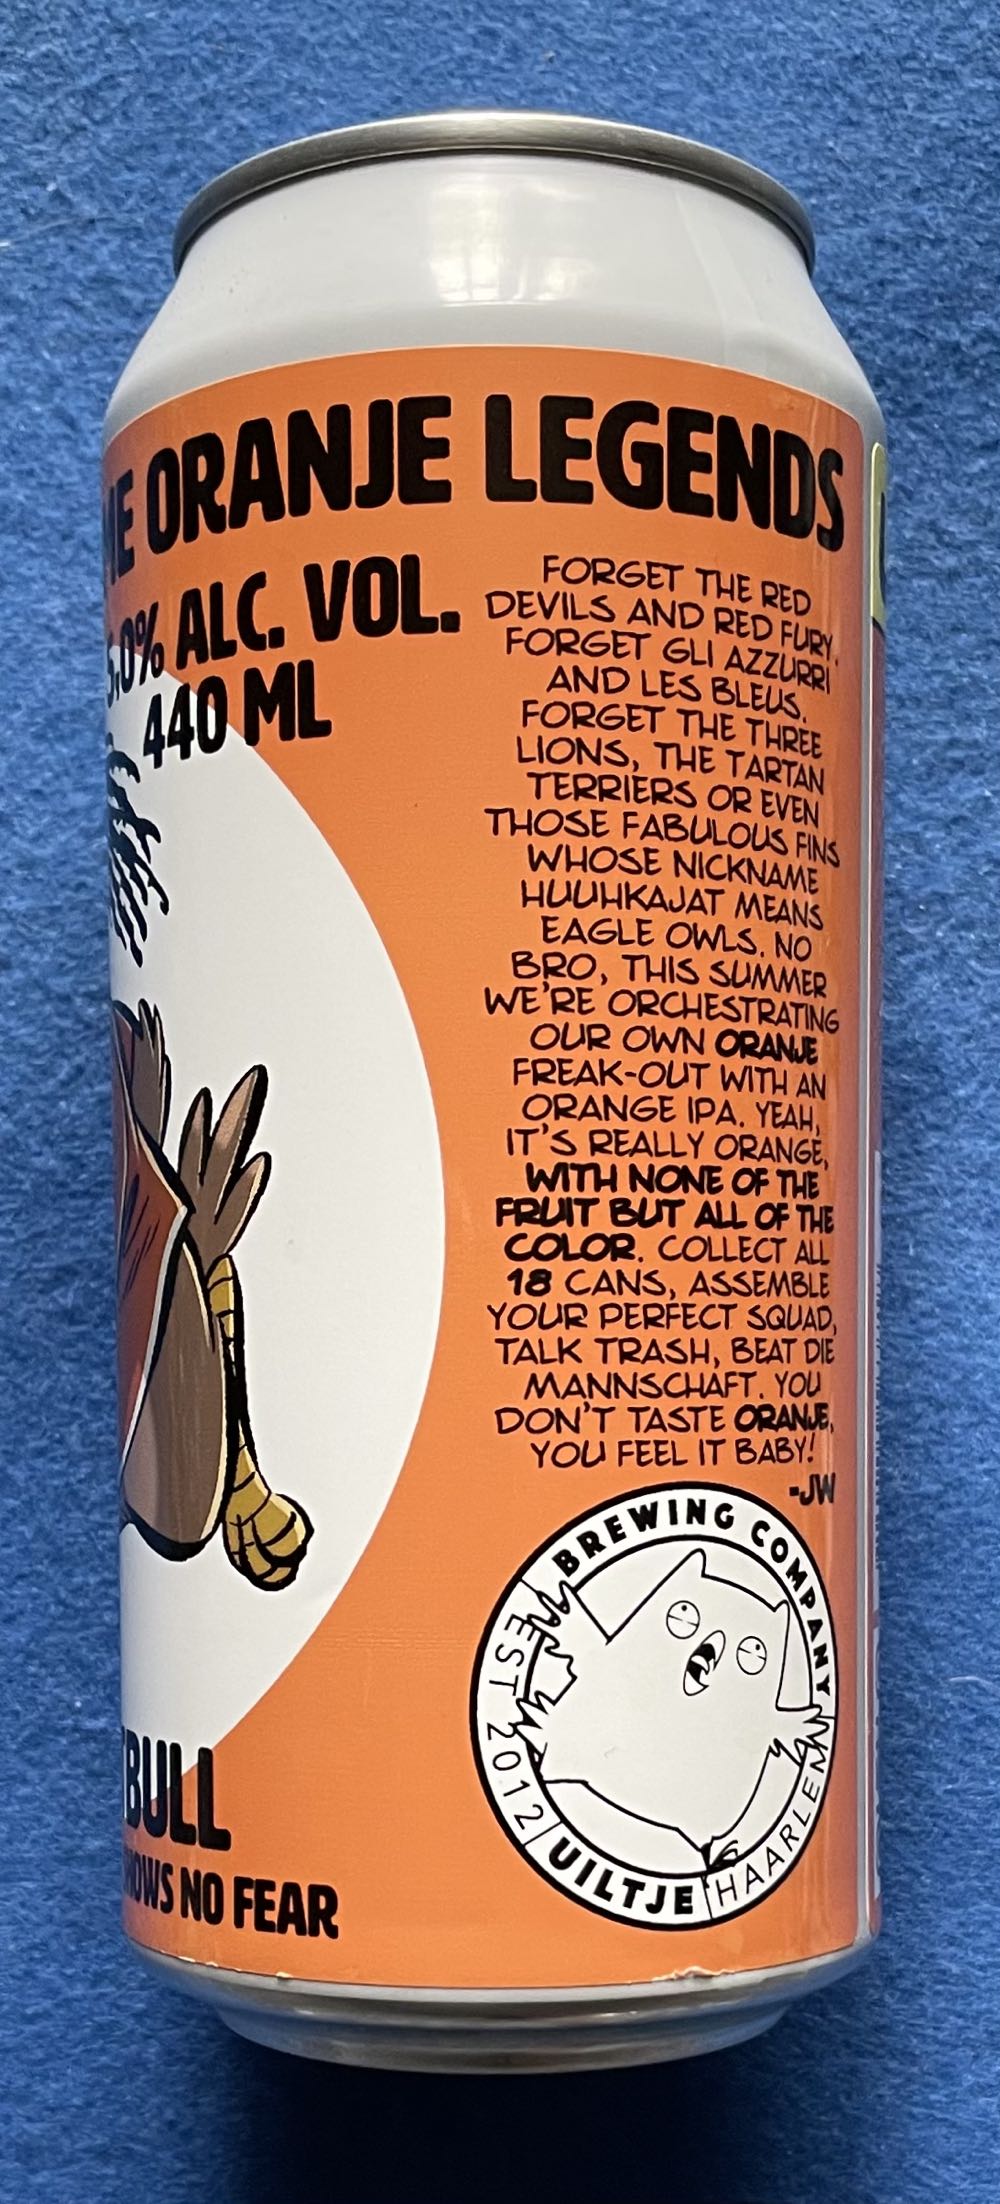 ORANJE LEGENDS
5.0% ALC. VOL.
440 ML
FORGET THE RED
DEVILS AND RED FURY.
FORGET GLI AZZURRI
AND LES BLEUS.
FORGET THE THREE
LIONS, THE TARTAN
TERRIERS OR EVEN
THOSE FABULOUS FINS
WHOSE NICKNAME
HUUHKAJAT MEANS
EAGLE OWLS. NO
BRO, THIS SUMMER
WE'RE ORCHESTRATING
OUR OWN ORANJE
FREAK-OUT WITH AN
ORANGE IPA. YEAH,
IT'S REALLY ORANGE,
WITH NONE OF THE
FRUIT BUT ALL OF THE
COLOR. COLLECT ALL
18 CANS, ASSEMBLE
YOUR PERFECT SQUAD,
TALK TRASH, BEAT DIE
MANNSCHAFT. YOU
DON'T TASTE ORANJE,
YOU FEEL IT BABY!
-JW
BREWING COMPANY
EST 2012
UILTJE
HAARLEM
BULL
NO FEAR